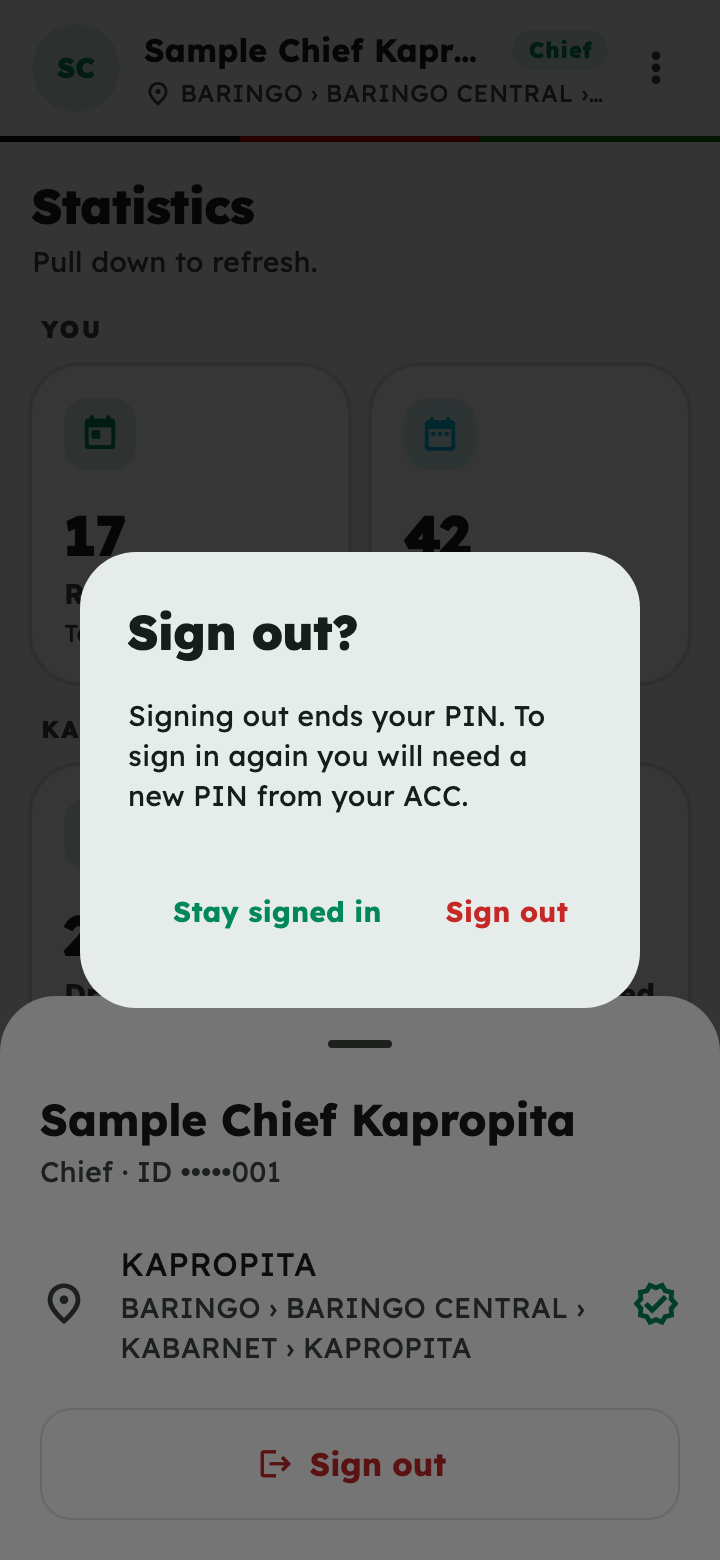 SC
Sample Chief Kapr...
Chief
BARINGO › BARINGO CENTRAL ›...
Statistics
Pull down to refresh.
YOU
17
42
Sign out?
Signing out ends your PIN. To
sign in again you will need a
new PIN from your ACC.
Stay signed in
Sign out
Sample Chief Kapropita
Chief · ID •••••001
KAPROPITA
BARINGO › BARINGO CENTRAL ›
KABARNET › KAPROPITA
Sign out